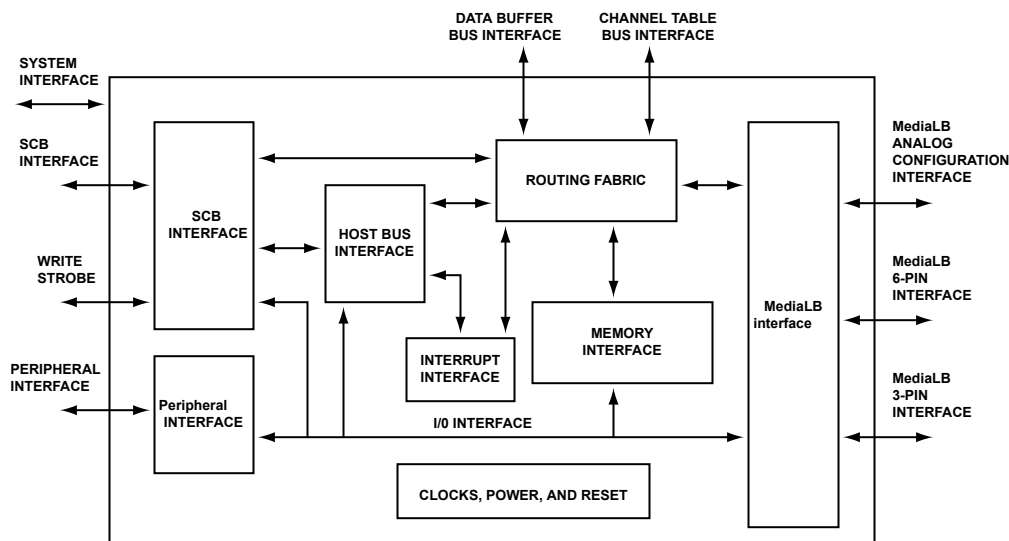 DATA BUFFER
BUS INTERFACE
CHANNEL TABLE
BUS INTERFACE
SYSTEM
INTERFACE
SCB
INTERFACE
WRITE
STROBE
PERIPHERAL
INTERFACE
SCB
INTERFACE
HOST BUS
INTERFACE
ROUTING FABRIC
INTERRUPT
INTERFACE
MEMORY
INTERFACE
Peripheral
INTERFACE
I/0 INTERFACE
CLOCKS, POWER, AND RESET
MediaLB
interface
MediaLB
ANALOG
CONFIGURATION
INTERFACE
MediaLB
6-PIN
INTERFACE
MediaLB
3-PIN
INTERFACE